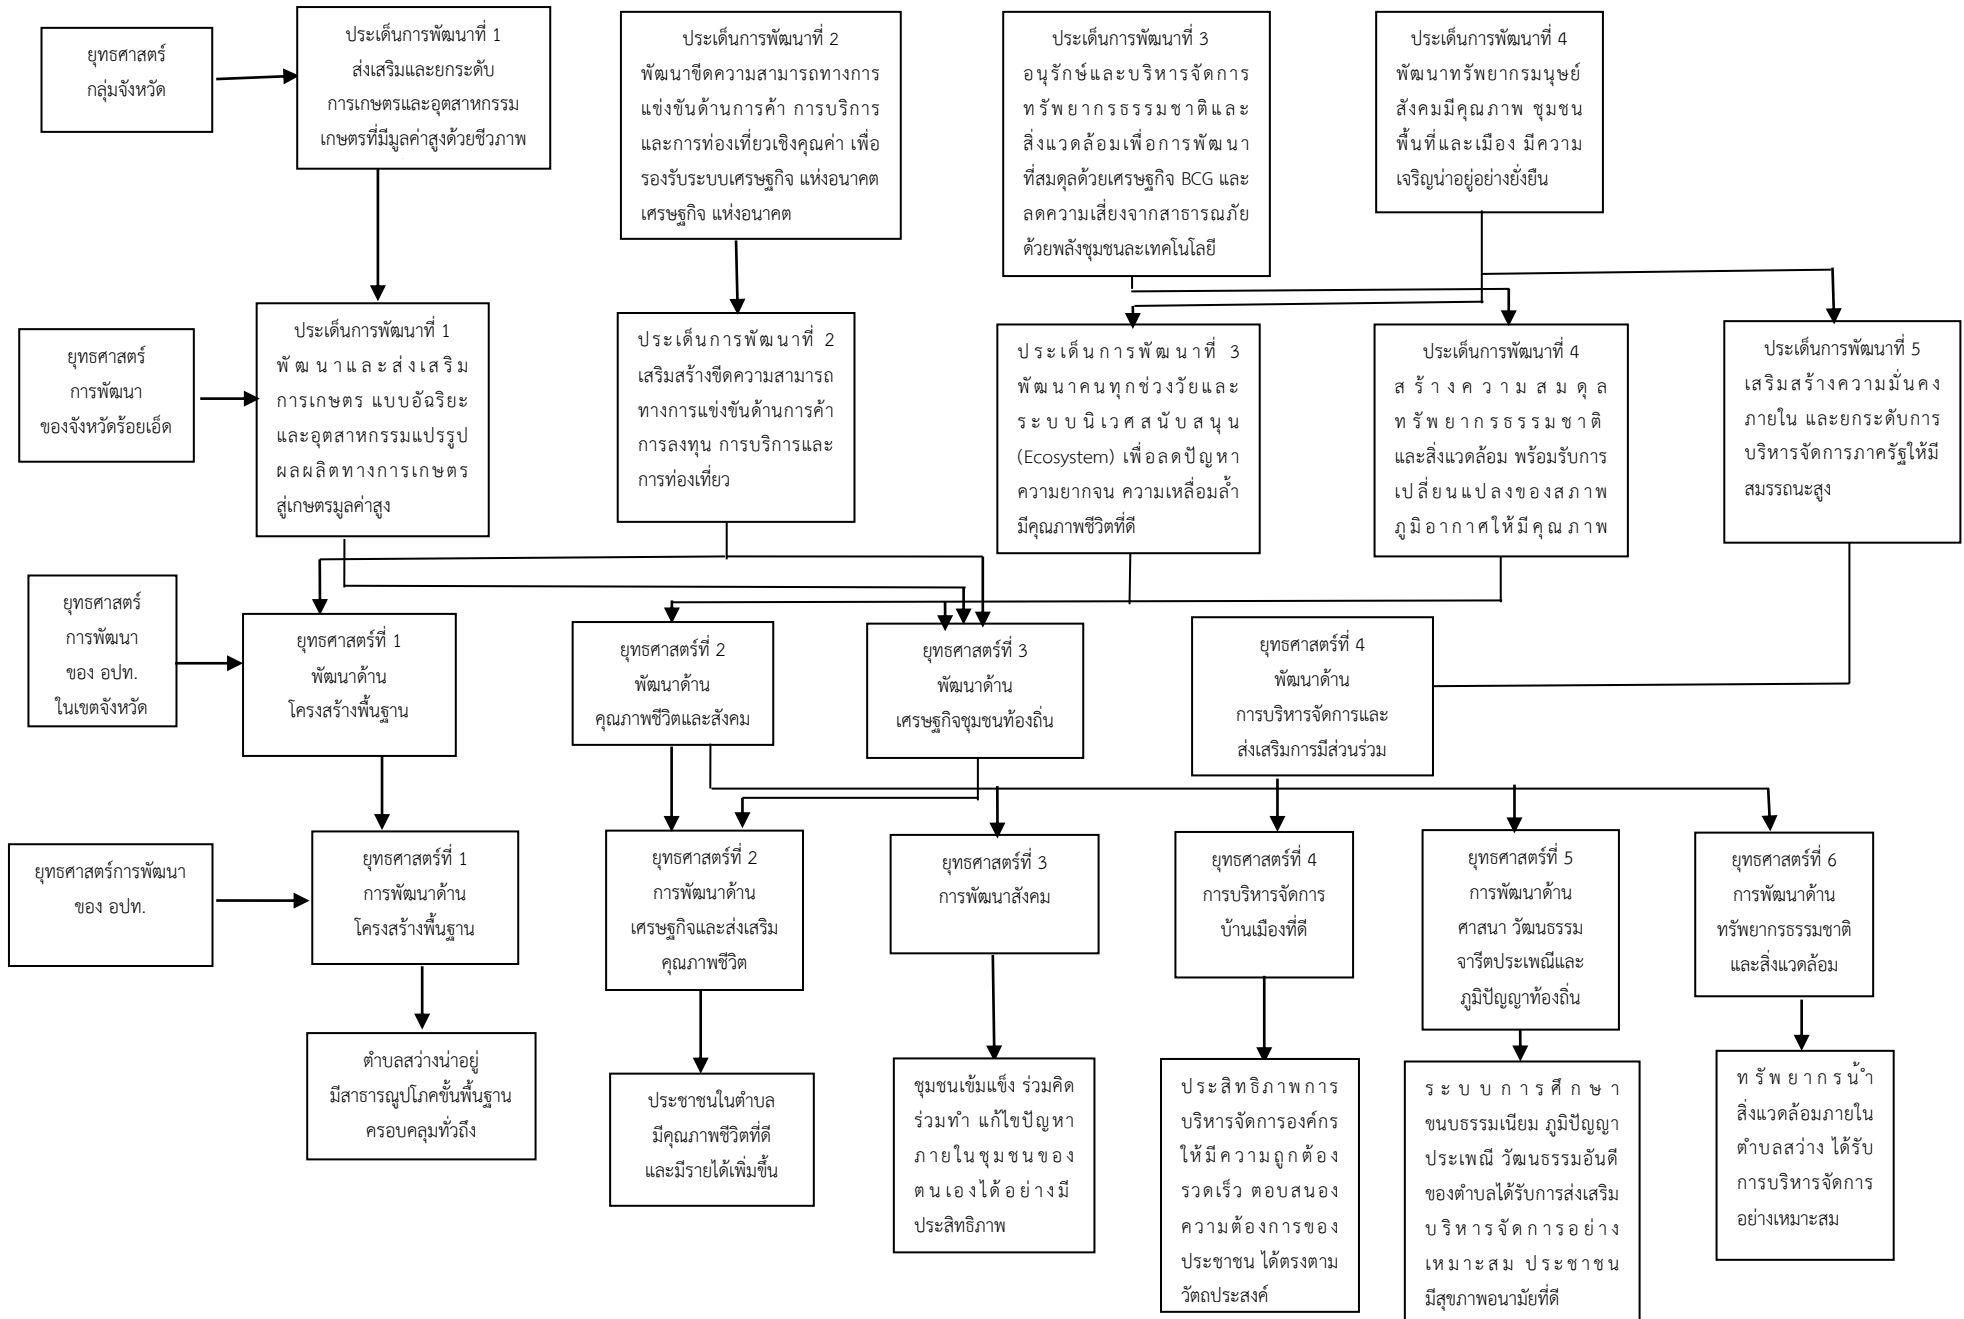 ยุทธศาสตร์
กลุ่มจังหวัด
ประเด็นการพัฒนาที่ 1
ส่งเสริมและยกระดับ
การเกษตรและอุตสาหกรรม
เกษตรที่มีมูลค่าสูงด้วยชีวภาพ
ประเด็นการพัฒนาที่ 2
พัฒนาขีดความสามารถทางการ
แข่งขันด้านการค้า การบริการ
และการท่องเที่ยวเชิงคุณค่า เพื่อ
รองรับระบบเศรษฐกิจ แห่งอนาคต
เศรษฐกิจ แห่งอนาคต
ประเด็นการพัฒนาที่ 3
อนุรักษ์และบริหารจัดการ
ทรัพยากรธรรมชาติและ
สิ่งแวดล้อมเพื่อการพัฒนา
ที่สมดุลด้วยเศรษฐกิจ BCG และ
ลดความเสี่ยงจากสาธารณภัย
ด้วยพลังชุมชนละเทคโนโลยี
ประเด็นการพัฒนาที่ 4
พัฒนาทรัพยากรมนุษย์
สังคมมีคุณภาพ ชุมชน
พื้นที่และเมือง มีความ
เจริญน่าอยู่อย่างยั่งยืน
ยุทธศาสตร์
การพัฒนา
ของจังหวัดร้อยเอ็ด
ประเด็นการพัฒนาที่ 1
พัฒนาและส่งเสริม
การเกษตร แบบอัฉริยะ
และอุตสาหกรรมแปรรูป
ผลผลิตทางการเกษตร
สู่เกษตรมูลค่าสูง
ประเด็นการพัฒนาที่ 2
เสริมสร้างขีดความสามารถ
ทางการแข่งขันด้านการค้า
การลงทุน การบริการและ
การท่องเที่ยว
ประเด็นการพัฒนาที่ 3
พัฒนาคนทุกช่วงวัยและ
ระบบนิเวศสนับสนุน
(Ecosystem) เพื่อลดปัญหา
ความยากจน ความเหลื่อมล้ำ
มีคุณภาพชีวิตที่ดี
ประเด็นการพัฒนาที่ 4
สร้างความสมดุล
ทรัพยากรธรรมชาติ
และสิ่งแวดล้อม พร้อมรับการ
เปลี่ยนแปลงของสภาพ
ภูมิอากาศให้มีคุณภาพ
ประเด็นการพัฒนาที่ 5
เสริมสร้างความมั่นคง
ภายใน และยกระดับการ
บริหารจัดการภาครัฐให้มี
สมรรถนะสูง
ยุทธศาสตร์
การพัฒนา
ของ อปท.
ในเขตจังหวัด
ยุทธศาสตร์ที่ 1
พัฒนาด้าน
โครงสร้างพื้นฐาน
ยุทธศาสตร์ที่ 2
พัฒนาด้าน
คุณภาพชีวิตและสังคม
ยุทธศาสตร์ที่ 3
พัฒนาด้าน
เศรษฐกิจชุมชนท้องถิ่น
ยุทธศาสตร์ที่ 4
พัฒนาด้าน
การบริหารจัดการและ
ส่งเสริมการมีส่วนร่วม
ยุทธศาสตร์การพัฒนา
ของ อปท.
ยุทธศาสตร์ที่ 1
การพัฒนาด้าน
โครงสร้างพื้นฐาน
ยุทธศาสตร์ที่ 2
การพัฒนาด้าน
เศรษฐกิจและส่งเสริม
คุณภาพชีวิต
ยุทธศาสตร์ที่ 3
การพัฒนาสังคม
ยุทธศาสตร์ที่ 4
การบริหารจัดการ
บ้านเมืองที่ดี
ยุทธศาสตร์ที่ 5
การพัฒนาด้าน
ศาสนา วัฒนธรรม
จารีตประเพณีและ
ภูมิปัญญาท้องถิ่น
ยุทธศาสตร์ที่ 6
การพัฒนาด้าน
ทรัพยากรธรรมชาติ
และสิ่งแวดล้อม
ตำบลสว่างน่าอยู่
มีสาธารณูปโภคขั้นพื้นฐาน
ครอบคลุมทั่วถึง
ประชาชนในตำบล
มีคุณภาพชีวิตที่ดี
และมีรายได้เพิ่มขึ้น
ชุมชนเข้มแข็ง ร่วมคิด
ร่วมทำ แก้ไขปัญหา
ภายในชุมชนของ
ตนเองได้อย่างมี
ประสิทธิภาพ
ประสิทธิภาพการ
บริหารจัดการองค์กร
ให้มีความถูกต้อง
รวดเร็ว ตอบสนอง
ความต้องการของ
ประชาชน ได้ตรงตาม
วัตถประสงค์
ระบบการศึกษา
ขนบธรรมเนียม ภูมิปัญญา
ประเพณี วัฒนธรรมอันดี
ของตำบลได้รับการส่งเสริม
บริหารจัดการอย่าง
เหมาะสม ประชาชน
มีสุขภาพอนามัยที่ดี
ทรัพยากรน้ำ
สิ่งแวดล้อมภายใน
ตำบลสว่าง ได้รับ
การบริหารจัดการ
อย่างเหมาะสม